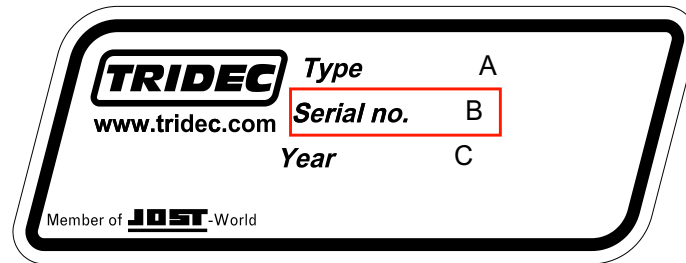 TRIDEC Type A
www.tridec.com Serial no. B
Year C
Member of JOST-World